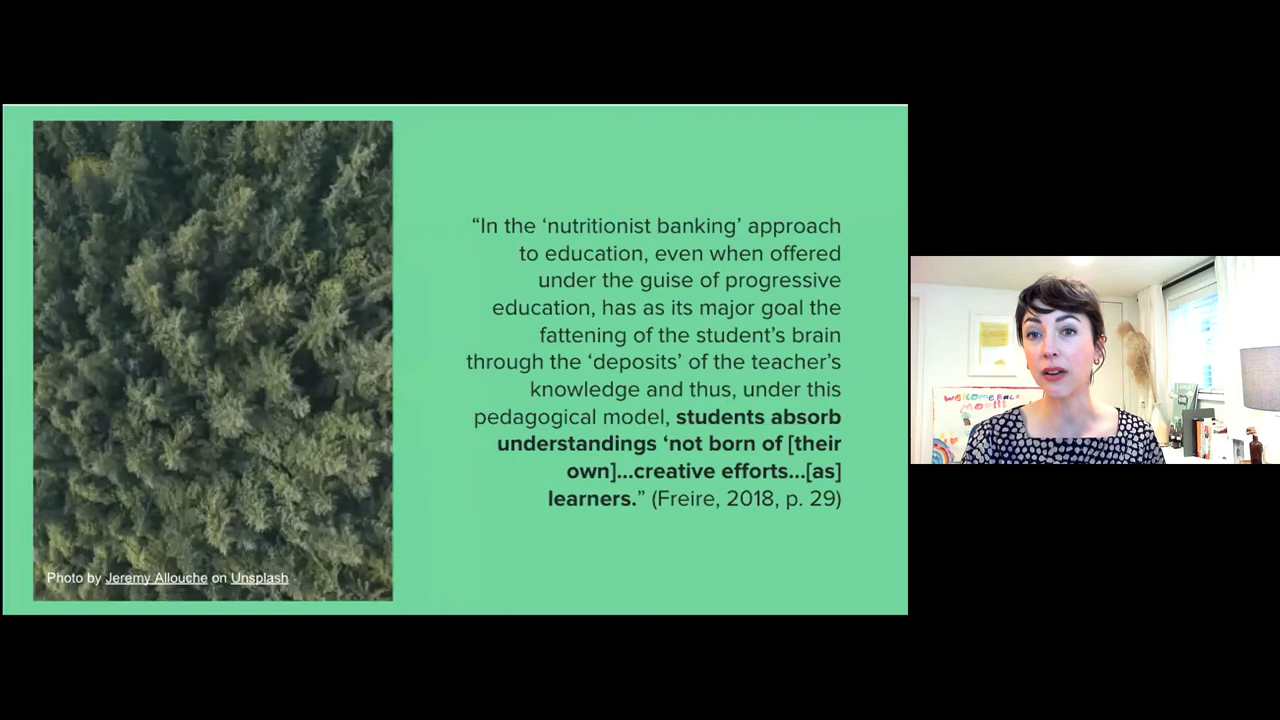 “In the ‘nutritionist banking’ approach
to education, even when offered
under the guise of progressive
education, has as its major goal the
fattening of the student’s brain
through the ‘deposits’ of the teacher’s
knowledge and thus, under this
pedagogical model, students absorb
understandings ‘not born of [their
own]...creative efforts...[as]
learners.” (Freire, 2018, p. 29)
Photo by Jeremy Allouche on Unsplash
WELCOME BACK